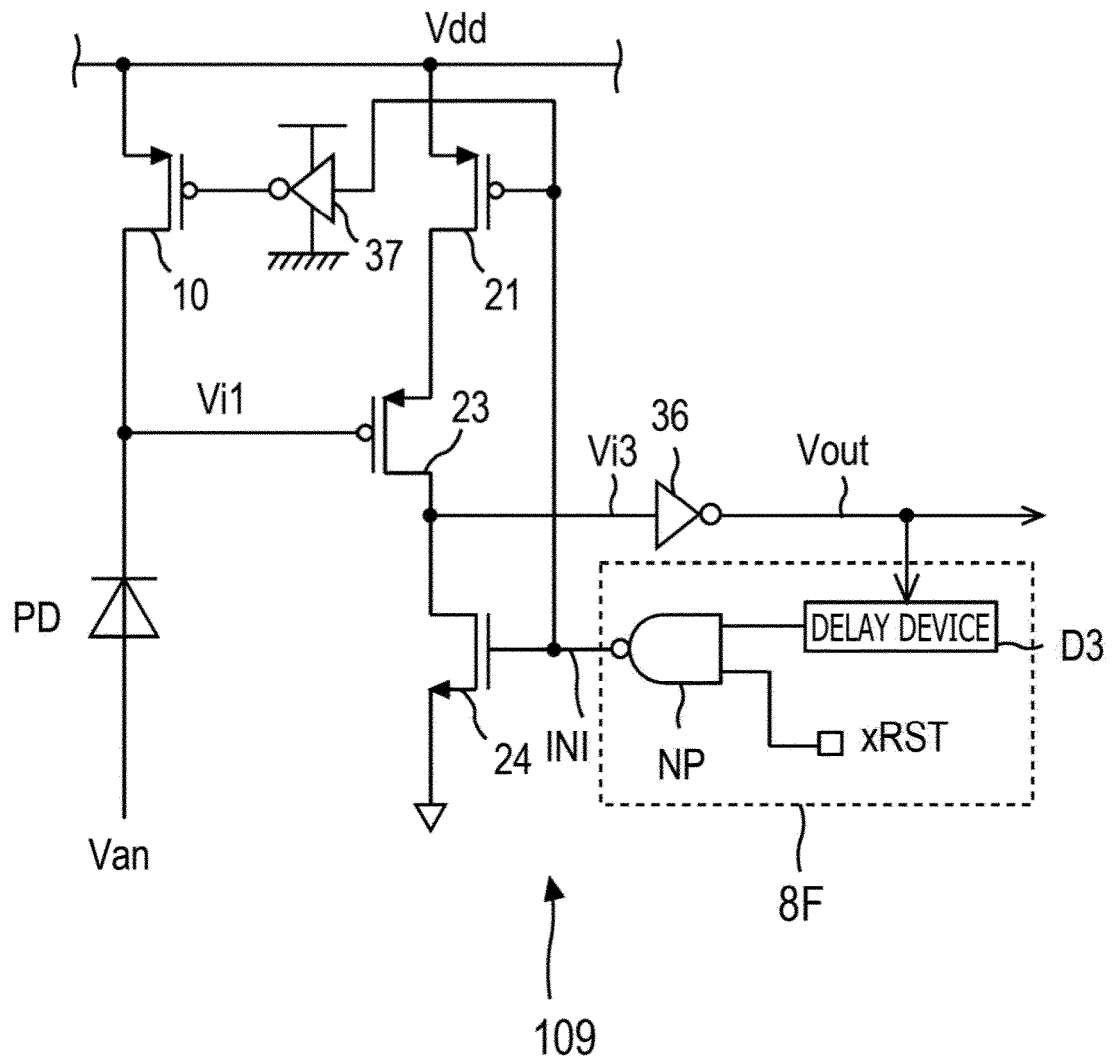 Vdd
37
10
21
Vi1
23
36
Vi3
Vout
PD
DELAY DEVICE
D3
24
INI
NP
xRST
Van
8F
109